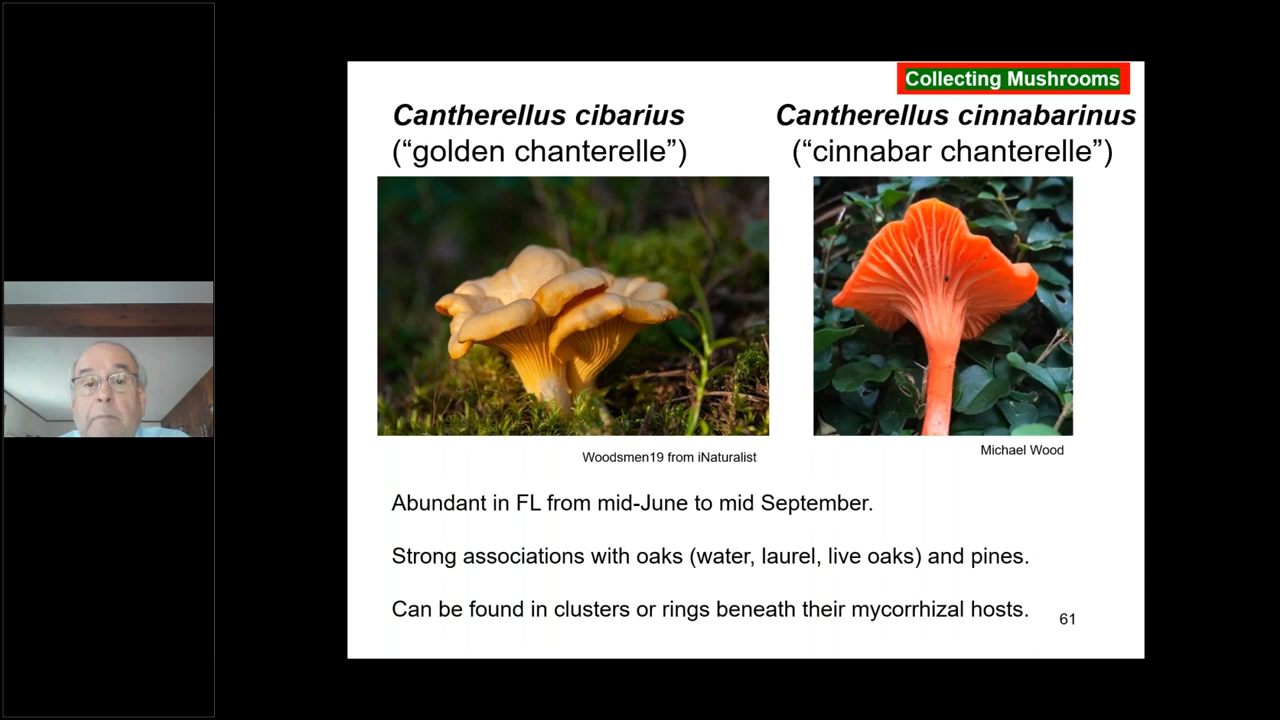 Collecting Mushrooms
Cantherellus cibarius
("golden chanterelle")
Cantherellus cinnabarinus
("cinnabar chanterelle")
Woodsmen19 from iNaturalist
Michael Wood
Abundant in FL from mid-June to mid September.
Strong associations with oaks (water, laurel, live oaks) and pines.
Can be found in clusters or rings beneath their mycorrhizal hosts.
61